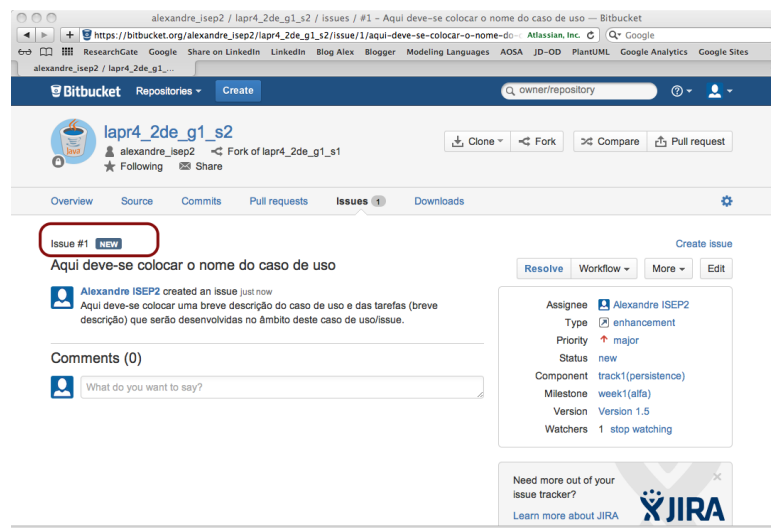 alexandre_isep2 / lapr4_2de_g1_s2 / issues / #1 – Aqui deve-se colocar o nome do caso de uso — Bitbucket
https://bitbucket.org/alexandre_isep2/lapr4_2de_g1_s2/issue/1/aqui-deve-se-colocar-o-nome-do- Atlassian, Inc. Google
ResearchGate Google Share on LinkedIn LinkedIn Blog Alex Blogger Modeling Languages AOSA JD-OD PlantUML Google Analytics Google Sites
alexandre_isep2 / lapr4_2de_g1_...
Bitbucket Repositories Create owner/repository
lapr4_2de_g1_s2
alexandre_isep2 Fork of lapr4_2de_g1_s1
Following Share
Java
Clone Fork Compare Pull request
Overview Source Commits Pull requests Issues 1 Downloads
Issue #1 NEW
Create issue
Aqui deve-se colocar o nome do caso de uso
Resolve Workflow More Edit
Alexandre ISEP2 created an issue just now
Aqui deve-se colocar uma breve descrição do caso de uso e das tarefas (breve
descrição) que serão desenvolvidas no âmbito deste caso de uso/issue.
Comments (0)
What do you want to say?
Assignee Alexandre ISEP2
Type enhancement
Priority major
Status new
Component track1(persistence)
Milestone week1(alfa)
Version Version 1.5
Watchers 1 stop watching
Need more out of your
issue tracker?
Learn more about JIRA
JIRA